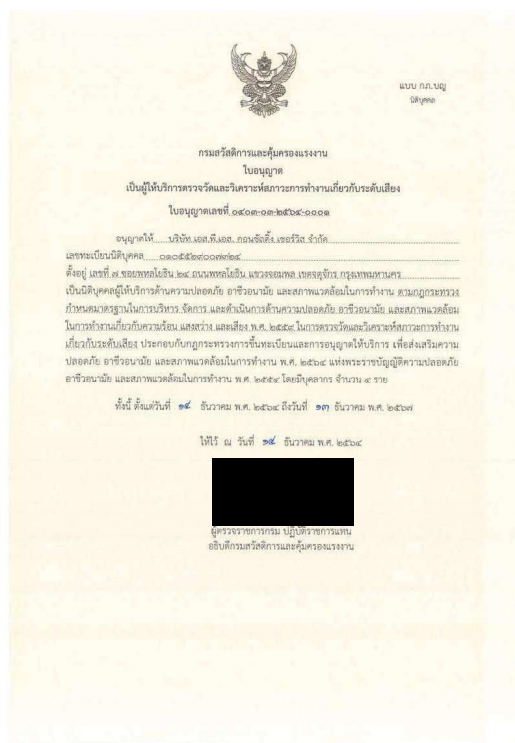 แบบ กภ.บญ
นิติบุคคล
กรมสวัสดิการและคุ้มครองแรงงาน
ใบอนุญาต
เป็นผู้ให้บริการตรวจวัดและวิเคราะห์สภาวะการทำงานเกี่ยวกับระดับเสียง
ใบอนุญาตเลขที่ ๐๔๐๓-๐๓-๒๕๖๔-๐๐๐๑
อนุญาตให้ บริษัท เอส.พี.เอส. คอนซัลติ้ง เซอร์วิส จำกัด
เลขทะเบียนนิติบุคคล ๐๑๐๕๕๒๙๐๐๗๙๒๔
ตั้งอยู่ เลขที่ ๗ ซอยพหลโยธิน ๒๔ ถนนพหลโยธิน แขวงจอมพล เขตจตุจักร กรุงเทพมหานคร
เป็นนิติบุคคลผู้ให้บริการด้านความปลอดภัย อาชีวอนามัย และสภาพแวดล้อมในการทำงาน ตามกฎกระทรวง
กำหนดมาตรฐานในการบริหาร จัดการ และดำเนินการด้านความปลอดภัย อาชีวอนามัย และสภาพแวดล้อม
ในการทำงานเกี่ยวกับความร้อน แสงสว่าง และเสียง พ.ศ. ๒๕๕๙ ในการตรวจวัดและวิเคราะห์สภาวะการทำงาน
เกี่ยวกับระดับเสียง ประกอบกับกฎกระทรวงการขึ้นทะเบียนและการอนุญาตให้บริการ เพื่อส่งเสริมความ
ปลอดภัย อาชีวอนามัย และสภาพแวดล้อมในการทำงาน พ.ศ. ๒๕๖๔ แห่งพระราชบัญญัติความปลอดภัย
อาชีวอนามัย และสภาพแวดล้อมในการทำงาน พ.ศ. ๒๕๕๔ โดยมีบุคลากร จำนวน ๔ ราย
ทั้งนี้ ตั้งแต่วันที่ ๑๔ ธันวาคม พ.ศ. ๒๕๖๔ ถึงวันที่ ๑๓ ธันวาคม พ.ศ. ๒๕๖๗
ให้ไว้ ณ วันที่ ๑๔ ธันวาคม พ.ศ. ๒๕๖๔
ผู้ตรวจราชการกรม ปฏิบัติราชการแทน
อธิบดีกรมสวัสดิการและคุ้มครองแรงงาน